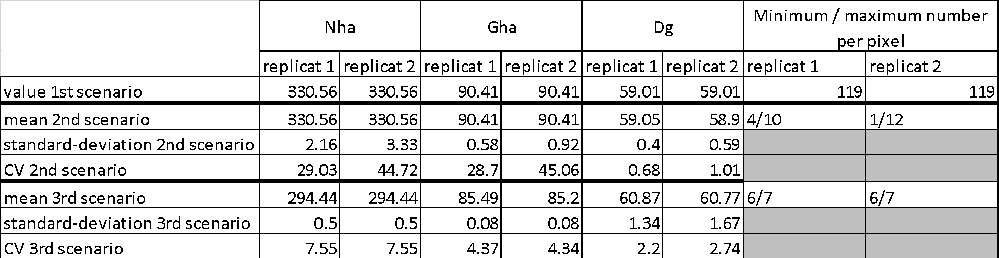 Nha Gha Dg Minimum / maximum number
per pixel
replicat 1 replicat 2 replicat 1 replicat 2 replicat 1 replicat 2 replicat 1 replicat 2
value 1st scenario 330.56 330.56 90.41 90.41 59.01 59.01 119 119
mean 2nd scenario 330.56 330.56 90.41 90.41 59.05 58.9 4/10 1/12
standard-deviation 2nd scenario 2.16 3.33 0.58 0.92 0.4 0.59
CV 2nd scenario 29.03 44.72 28.7 45.06 0.68 1.01
mean 3rd scenario 294.44 294.44 85.49 85.2 60.87 60.77 6/7 6/7
standard-deviation 3rd scenario 0.5 0.5 0.08 0.08 1.34 1.67
CV 3rd scenario 7.55 7.55 4.37 4.34 2.2 2.74